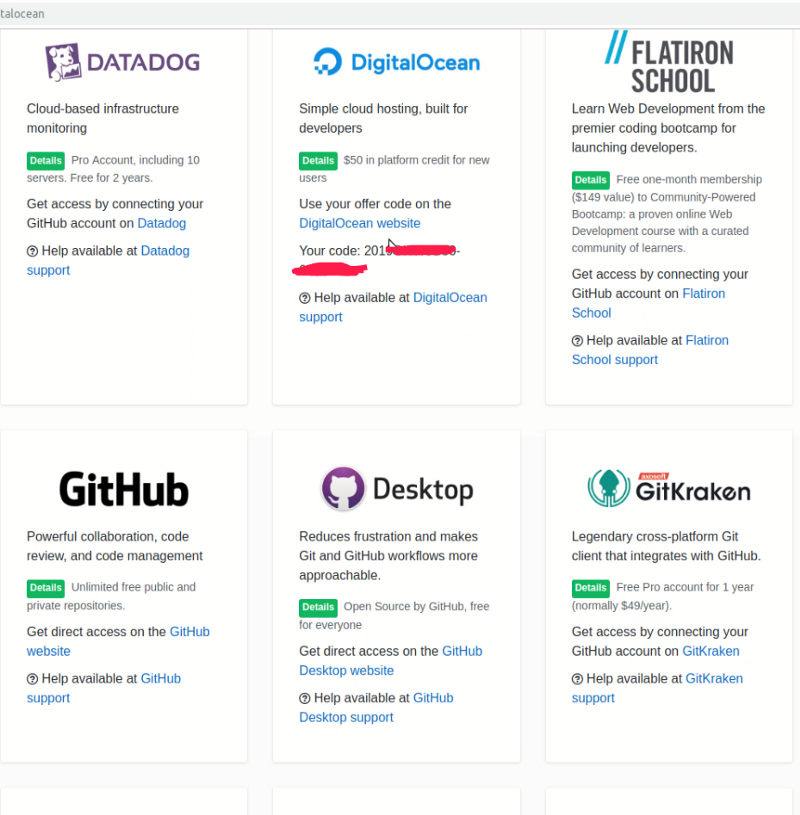 talocean
DATADOG
Cloud-based infrastructure
monitoring
Details Pro Account, including 10
servers. Free for 2 years.
Get access by connecting your
GitHub account on Datadog
Help available at Datadog
support
DigitalOcean
Simple cloud hosting, built for
developers
Details $50 in platform credit for new
users
Use your offer code on the
DigitalOcean website
Your code:
Help available at DigitalOcean
support
FLATIRON
SCHOOL
Learn Web Development from the
premier coding bootcamp for
launching developers.
Details Free one-month membership
($149 value) to Community-Powered
Bootcamp: a proven online Web
Development course with a curated
community of learners.
Get access by connecting your
GitHub account on Flatiron
School
Help available at Flatiron
School support
GitHub
Powerful collaboration, code
review, and code management
Details Unlimited free public and
private repositories.
Get direct access on the GitHub
website
Help available at GitHub
support
Desktop
Reduces frustration and makes
Git and GitHub workflows more
approachable.
Details Open Source by GitHub, free
for everyone
Get direct access on the GitHub
Desktop website
Help available at GitHub
Desktop support
axosoft
GitKraken
Legendary cross-platform Git
client that integrates with GitHub.
Details Free Pro account for 1 year
(normally $49/year).
Get access by connecting your
GitHub account on GitKraken
Help available at GitKraken
support